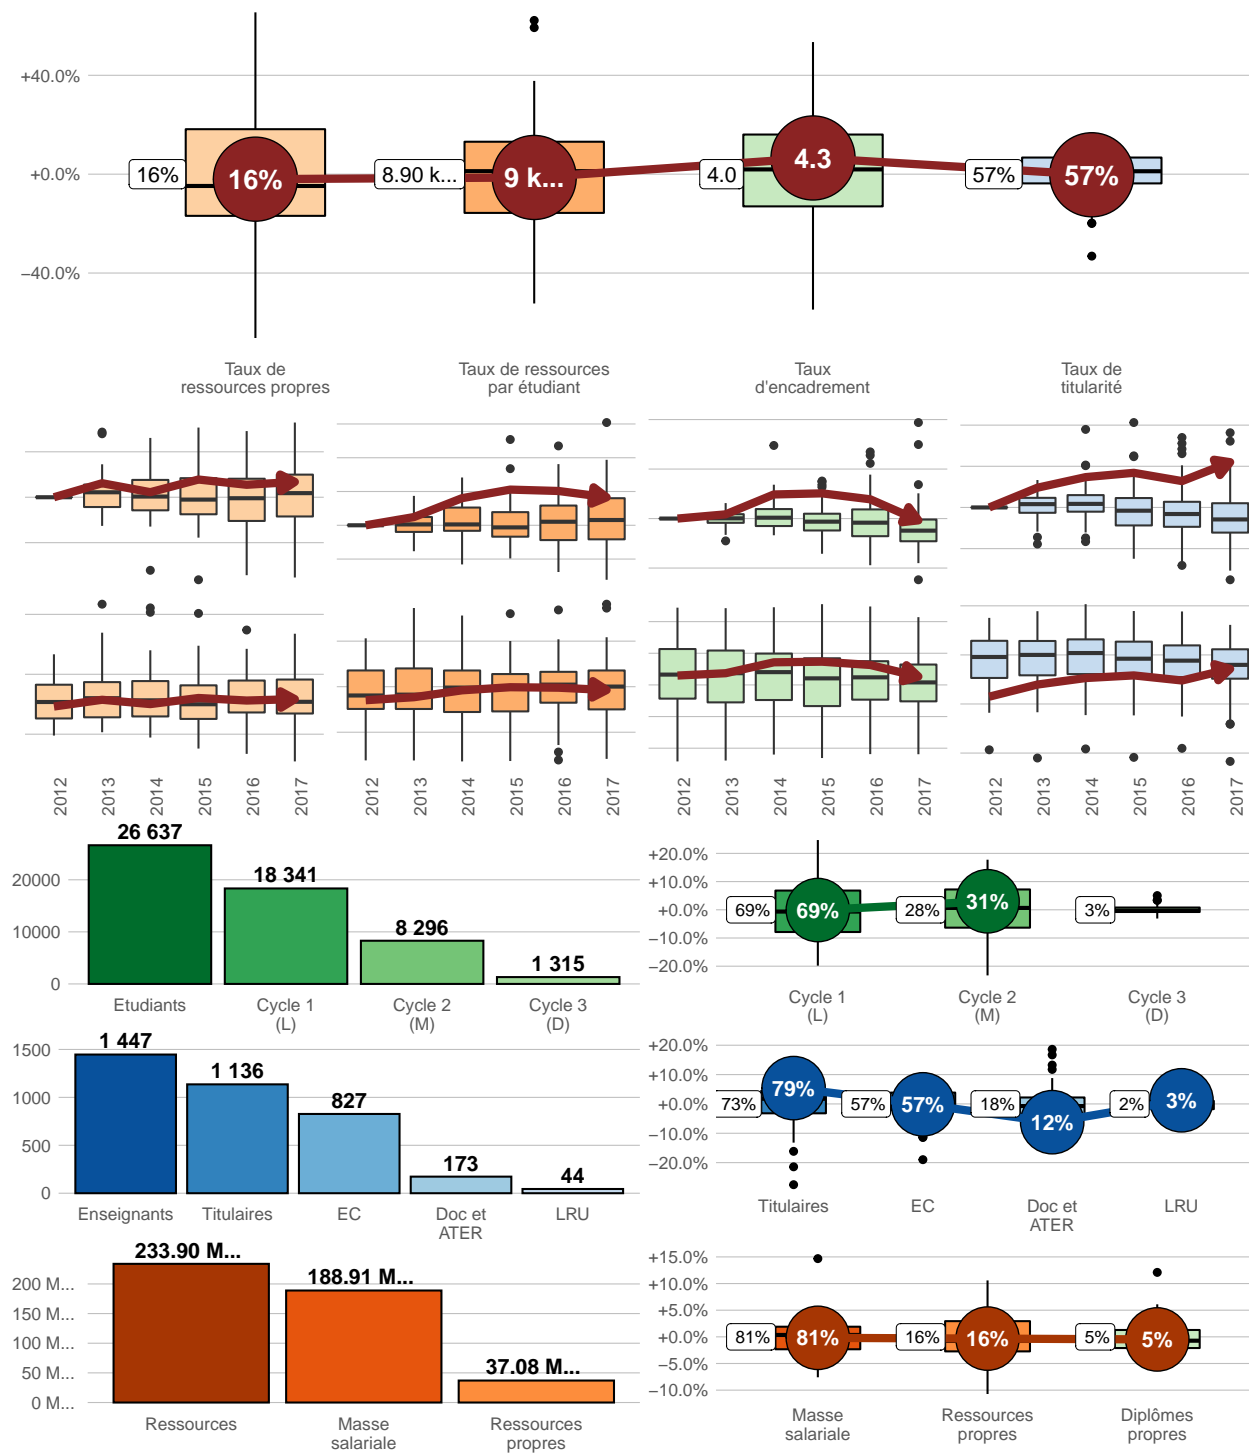 +40.0%
+0.0%
−40.0%
16%
16%
8.90 k...
9 k...
4.0
4.3
57%
57%
Taux de
ressources propres
Taux de ressources
par étudiant
Taux
d'encadrement
Taux de
titularité
2012
2013
2014
2015
2016
2017
2012
2013
2014
2015
2016
2017
2012
2013
2014
2015
2016
2017
2012
2013
2014
2015
2016
2017
20000
10000
0
26 637
18 341
8 296
1 315
Etudiants
Cycle 1
(L)
Cycle 2
(M)
Cycle 3
(D)
+20.0%
+10.0%
+0.0%
−10.0%
−20.0%
69%
69%
28%
31%
3%
Cycle 1
(L)
Cycle 2
(M)
Cycle 3
(D)
1500
1000
500
0
1 447
1 136
827
173
44
Enseignants
Titulaires
EC
Doc et
ATER
LRU
+20.0%
+10.0%
+0.0%
−10.0%
−20.0%
73%
79%
57%
57%
18%
12%
2%
3%
Titulaires
EC
Doc et
ATER
LRU
200 M...
150 M...
100 M...
50 M...
0 M...
233.90 M...
188.91 M...
37.08 M...
Ressources
Masse
salariale
Ressources
propres
+15.0%
+10.0%
+5.0%
+0.0%
−5.0%
−10.0%
81%
81%
16%
16%
5%
5%
Masse
salariale
Ressources
propres
Diplômes
propres